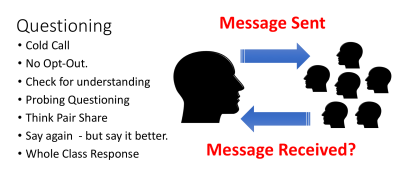 Questioning
• Cold Call
• No Opt-Out.
• Check for understanding
• Probing Questioning
• Think Pair Share
• Say again  - but say it better.
• Whole Class Response
Message Sent
Message Received?